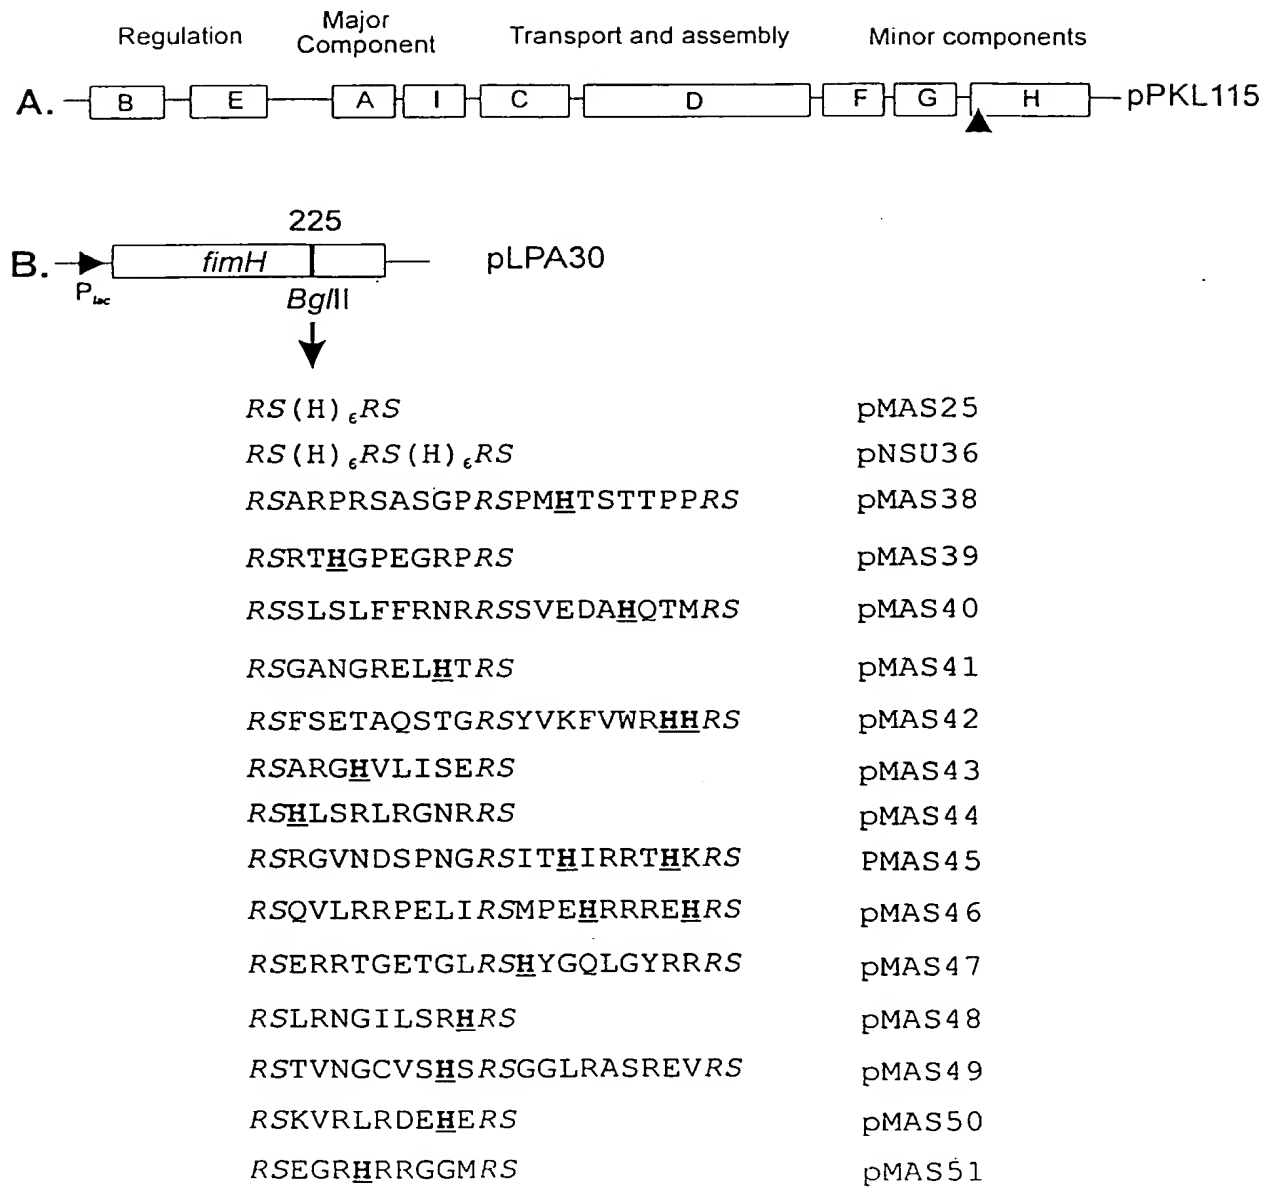 Regulation Major Component Transport and assembly Minor components
A. B E A I C D F G H pPKL115
225
B. fimH pLPA30
Plac BglII
RS(H)6RS pMAS25
RS(H)6RS(H)6RS pNSU36
RSARPRSASGPRSPMHTSTTPPRS pMAS38
RSRTHGPEGRPRS pMAS39
RSSLSLFFRNRRSSVEDAHQTMRS pMAS40
RSGANGRELHTRS pMAS41
RSFSETAQSTGRSYVKFVWRHHRS pMAS42
RSARGHVLISERS pMAS43
RSHLSRLRGNRRS pMAS44
RSRGVNDSPNGRSITHIRRTHKRS PMAS45
RSQVLRRPELIRSMPEHRRREHRS pMAS46
RSERRTGETGLRSHYGQLGYRRRS pMAS47
RSLRNGILSRHRS pMAS48
RSTVNGCVSHSRSGGLRASREVRS pMAS49
RSKVRLRDEHERS pMAS50
RSEGRHRRGGMRS pMAS51